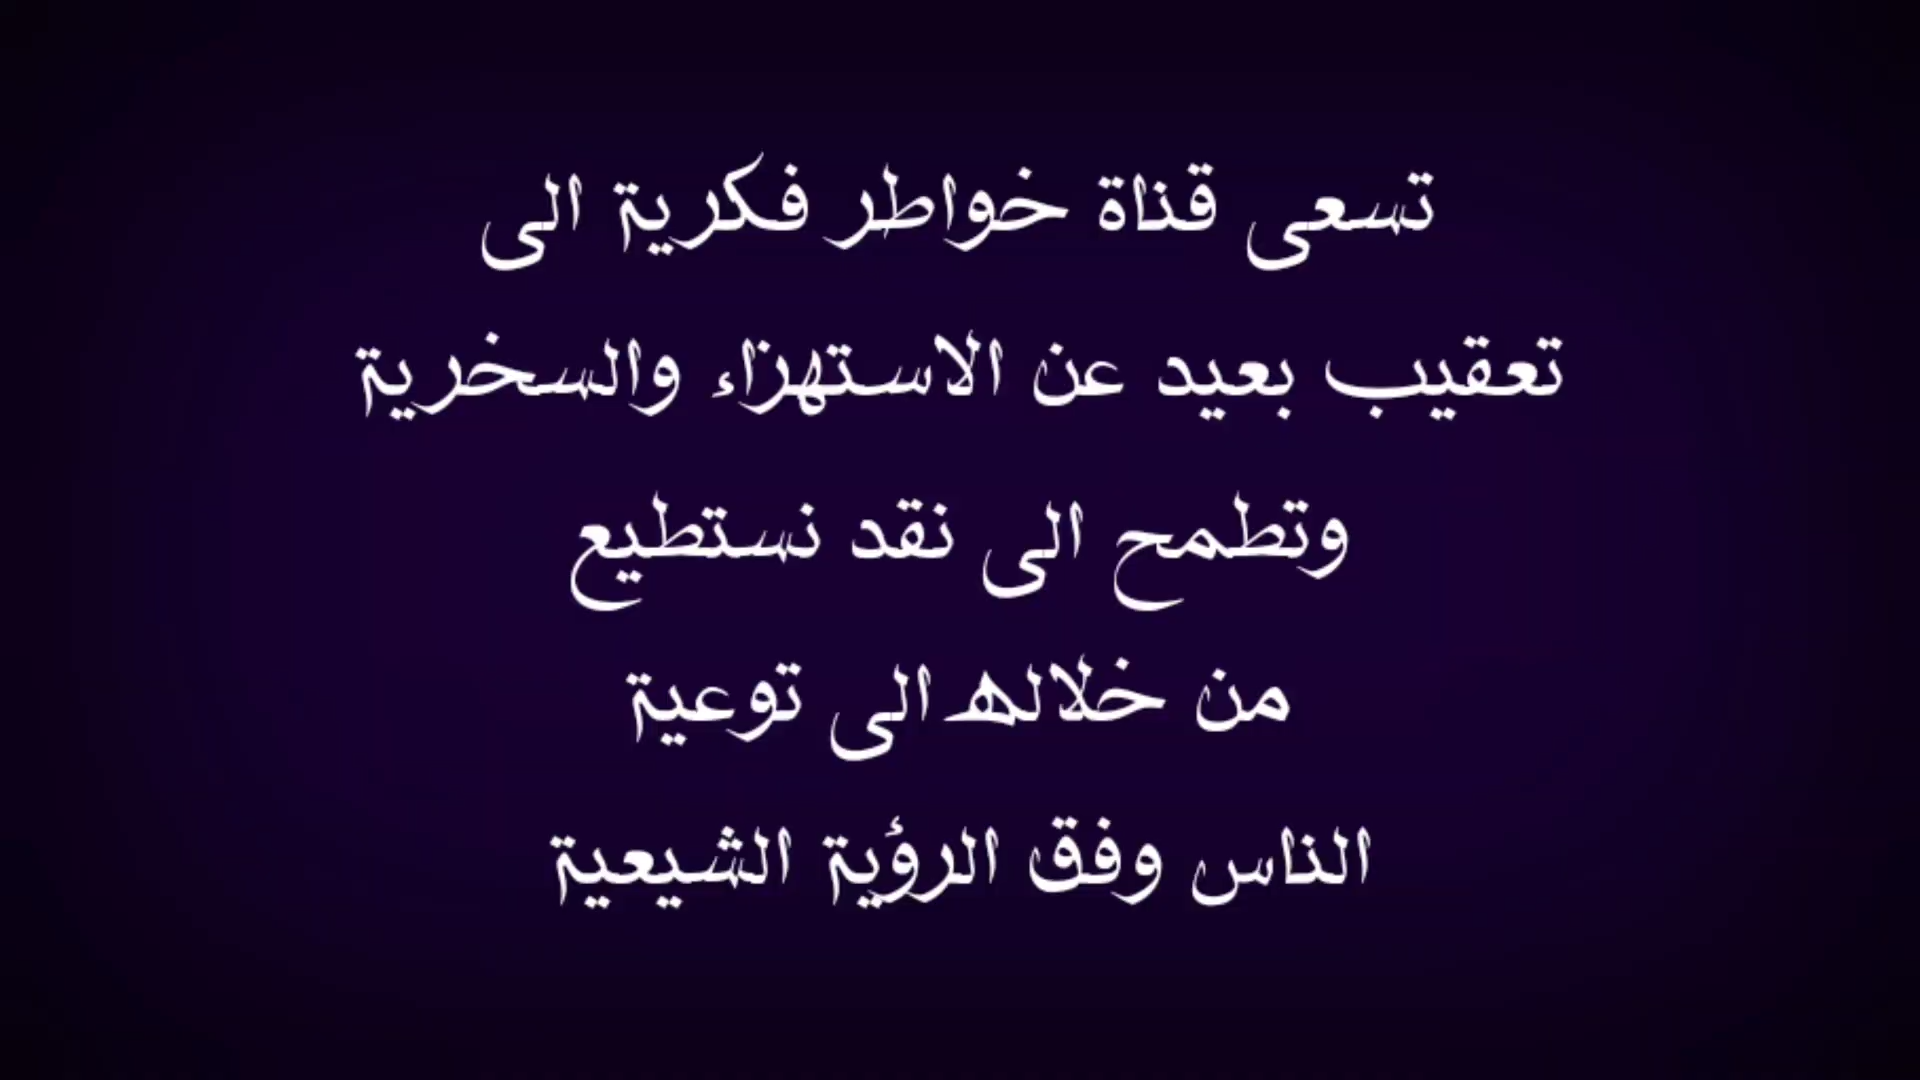 تسعى قناة خواطر فكرية الى
تعقيب بعيد عن الاستهزاء والسخرية
وتطمح الى نقد نستطيع
من خلاله الى توعية
الناس وفق الرؤية الشيعية